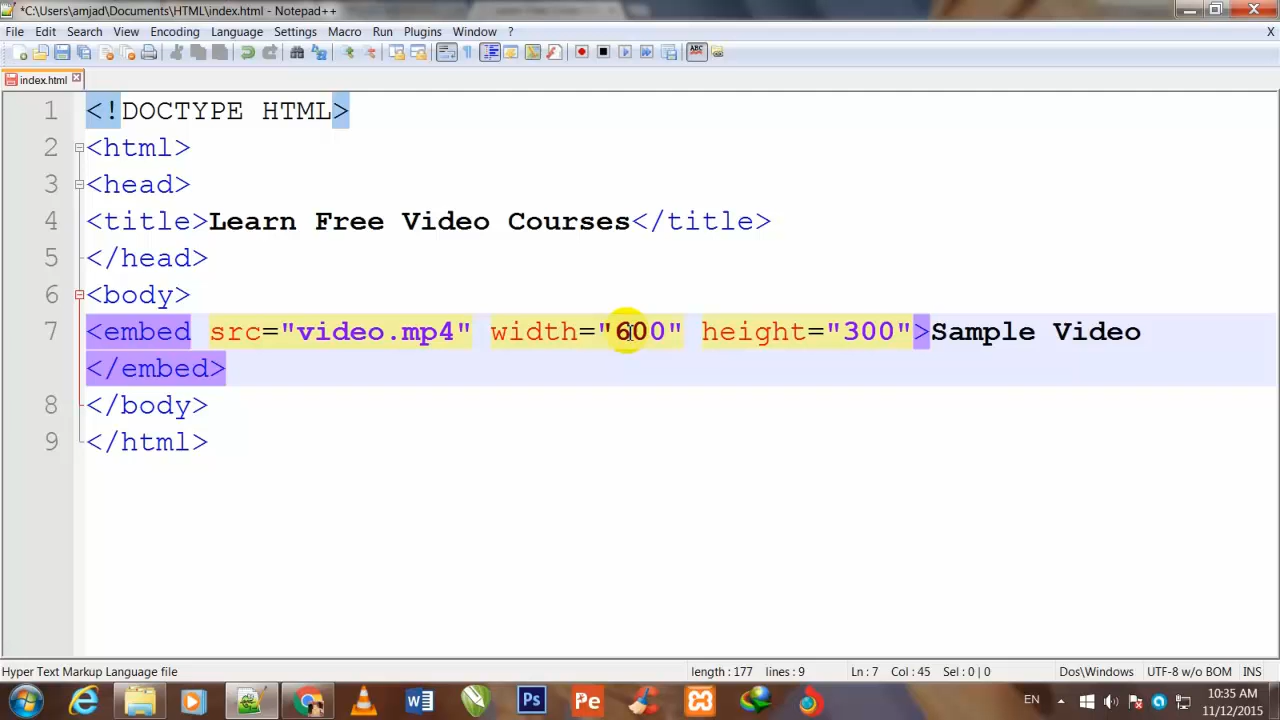 *C:\Users\amjad\Documents\HTML\index.html - Notepad++
File Edit Search View Encoding Language Settings Macro Run Plugins Window ? X
index.html
1 <!DOCTYPE HTML>
2 <html>
3 <head>
4 <title>Learn Free Video Courses</title>
5 </head>
6 <body>
7 <embed src="video.mp4" width="600" height="300">Sample Video
</embed>
8 </body>
9 </html>
Hyper Text Markup Language file length : 177 lines : 9 Ln : 7 Col : 45 Sel : 0 | 0 Dos\Windows UTF-8 w/o BOM INS
EN 10:35 AM
11/12/2015